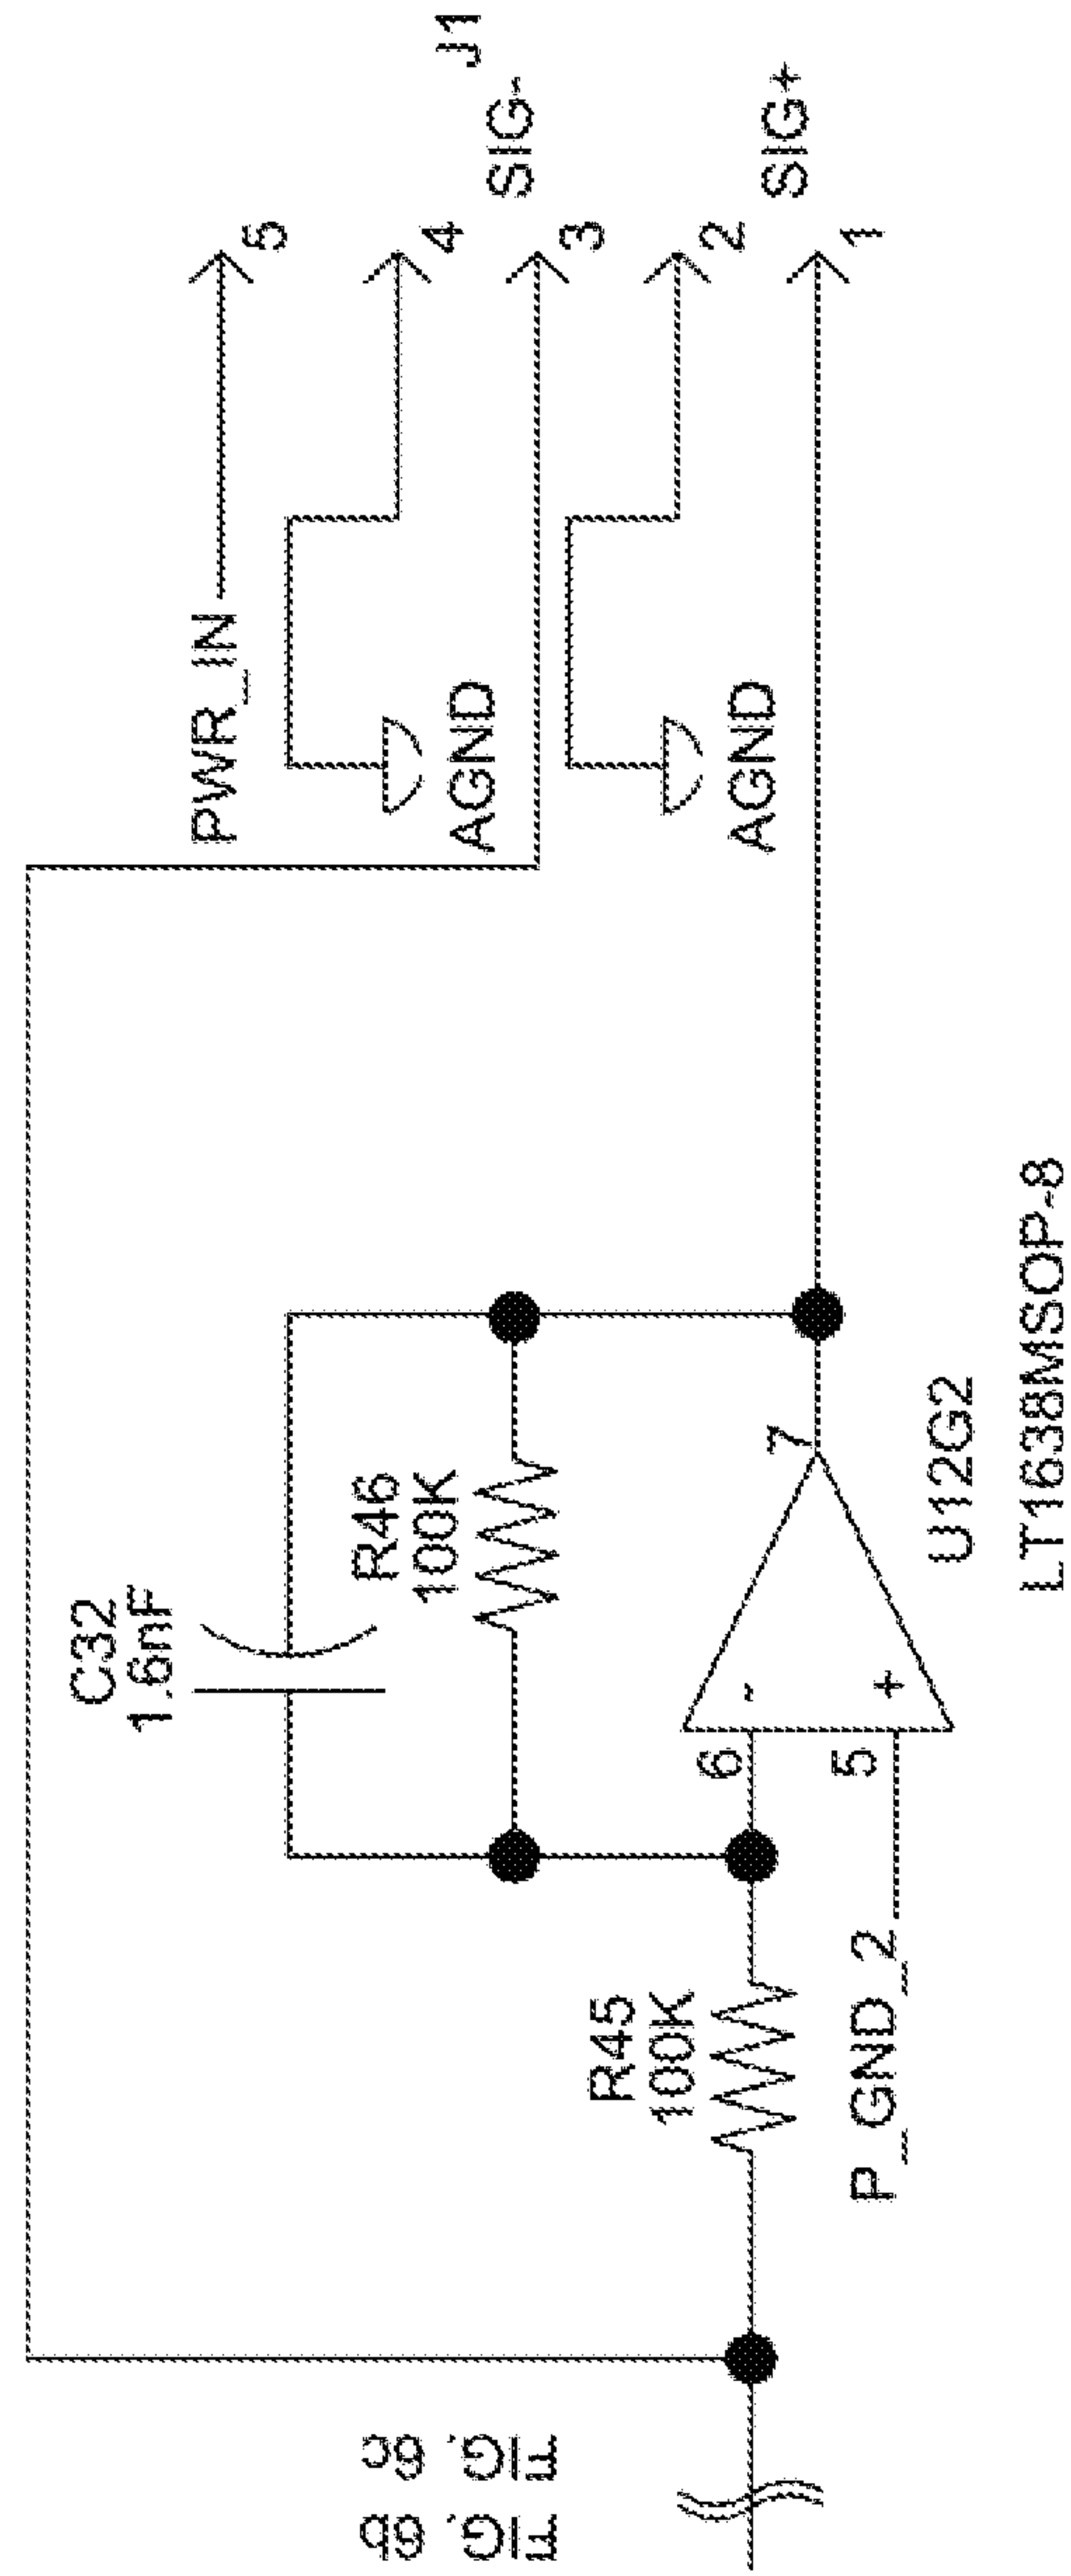 FIG. 6b
FIG. 6c
C32
1.6nF
R46
100K
R45
100K
6
-
5
+
7
P_GND_2
U12G2
LT1638MSOP-8
PWR_IN
AGND
AGND
J1
5
4
SIG-
3
2
SIG+
1